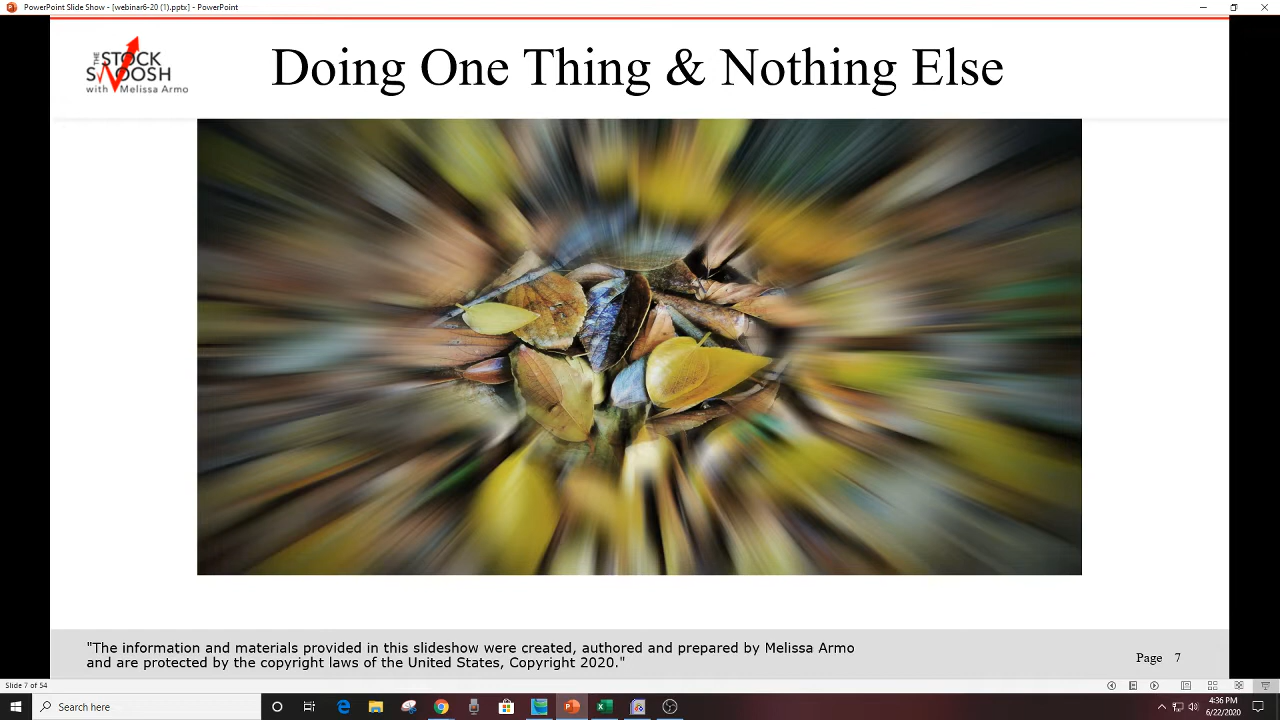 PowerPoint Slide Show - [webinar6-20 (1).pptx] - PowerPoint
THE STOCK
SWOOSH
with Melissa Armo
Doing One Thing & Nothing Else
"The information and materials provided in this slideshow were created, authored and prepared by Melissa Armo
and are protected by the copyright laws of the United States, Copyright 2020."
Page 7
Slide 7 of 54
Search here
4:36 PM
6/22/2020